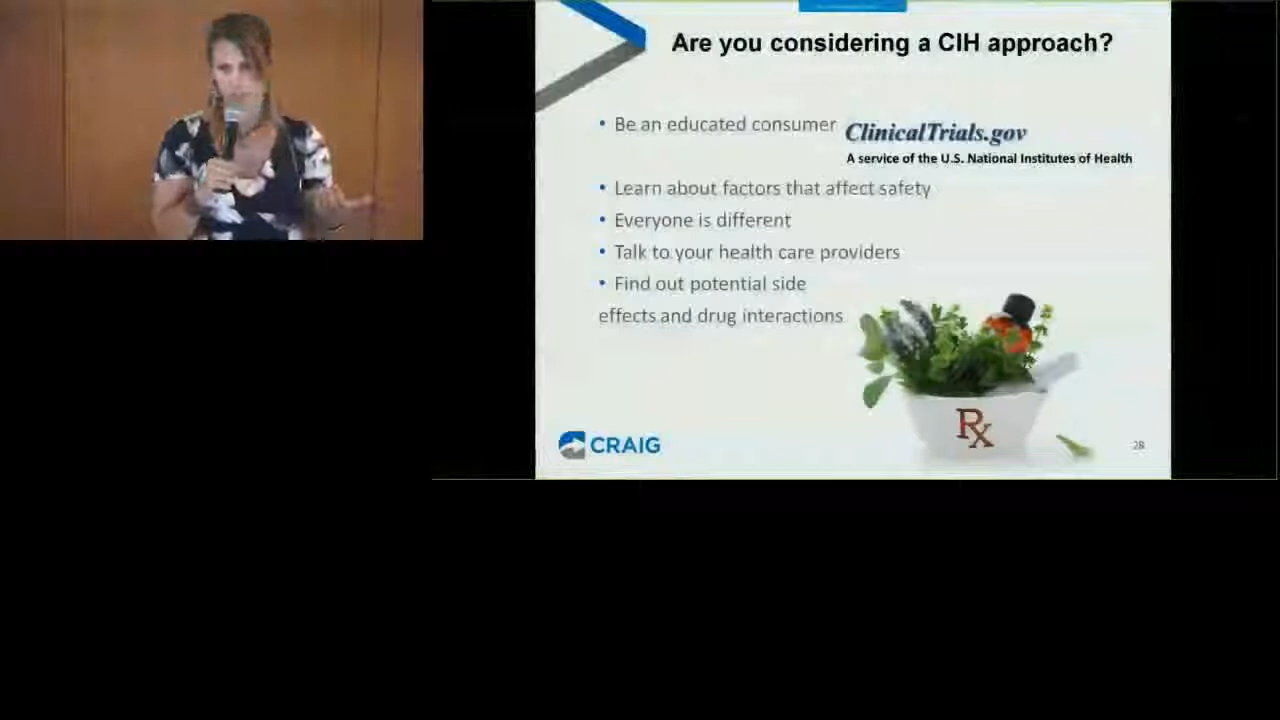 Are you considering a CIH approach?
• Be an educated consumer
ClinicalTrials.gov
A service of the U.S. National Institutes of Health
• Learn about factors that affect safety
• Everyone is different
• Talk to your health care providers
• Find out potential side
effects and drug interactions
Rx
CRAIG
28